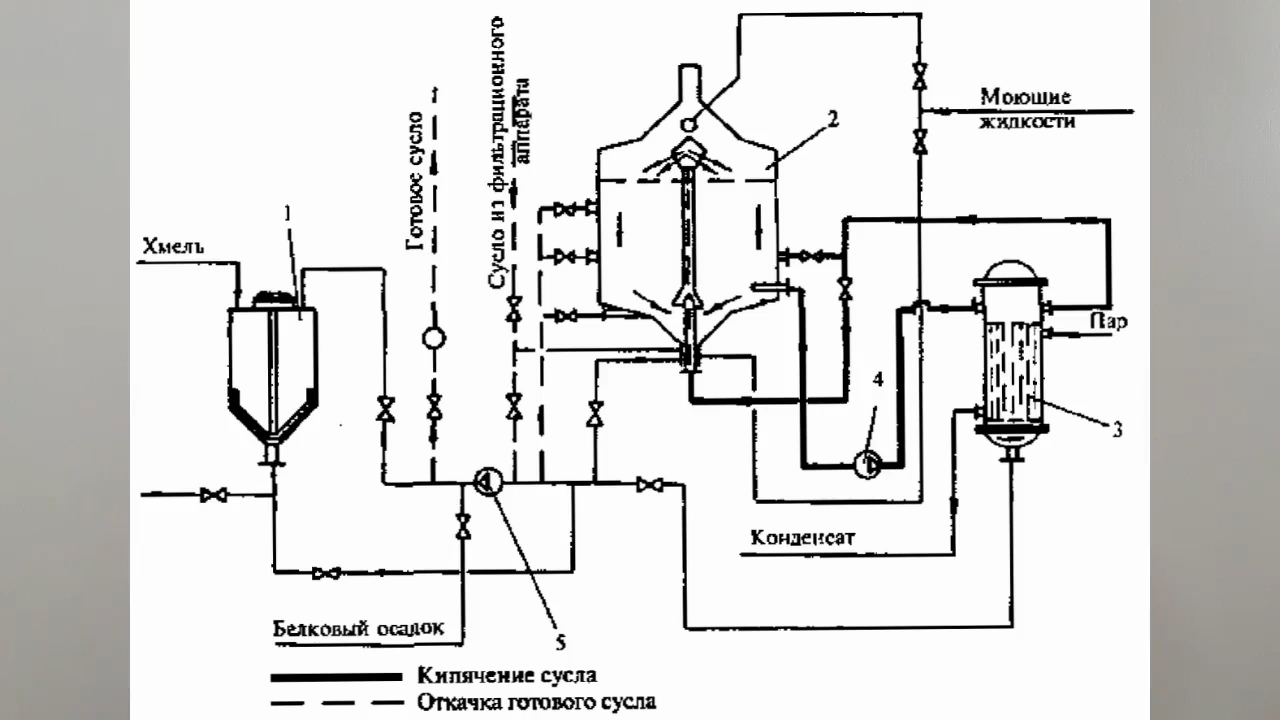 Моющие
жидкости
2
Готовое сусло
Сусло из фильтрационного
аппарата
1
Хмель
Пар
4
3
Конденсат
Белковый осадок
5
Кипячение сусла
Откачка готового сусла